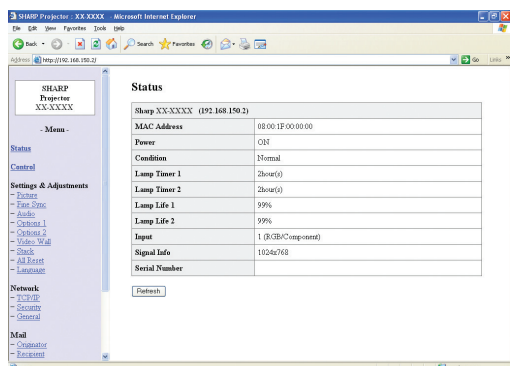 SHARP Projector : XX-XXXX - Microsoft Internet Explorer
File Edit View Favorites Tools Help
Back Search Favorites
Address http://192.168.150.2/ Go Links »
SHARP
Projector
XX-XXXX
- Menu -
Status
Control
Settings & Adjustments
– Picture
– Fine Sync
– Audio
– Options 1
– Options 2
– Video Wall
– Stack
– All Reset
– Language
Network
– TCP/IP
– Security
– General
Mail
– Originator
– Recipient
Status
Sharp XX-XXXX (192.168.150.2)
MAC Address 08:00:1F:00:00:00
Power ON
Condition Normal
Lamp Timer 1 2hour(s)
Lamp Timer 2 2hour(s)
Lamp Life 1 99%
Lamp Life 2 99%
Input 1 (RGB/Component)
Signal Info 1024x768
Serial Number
Refresh